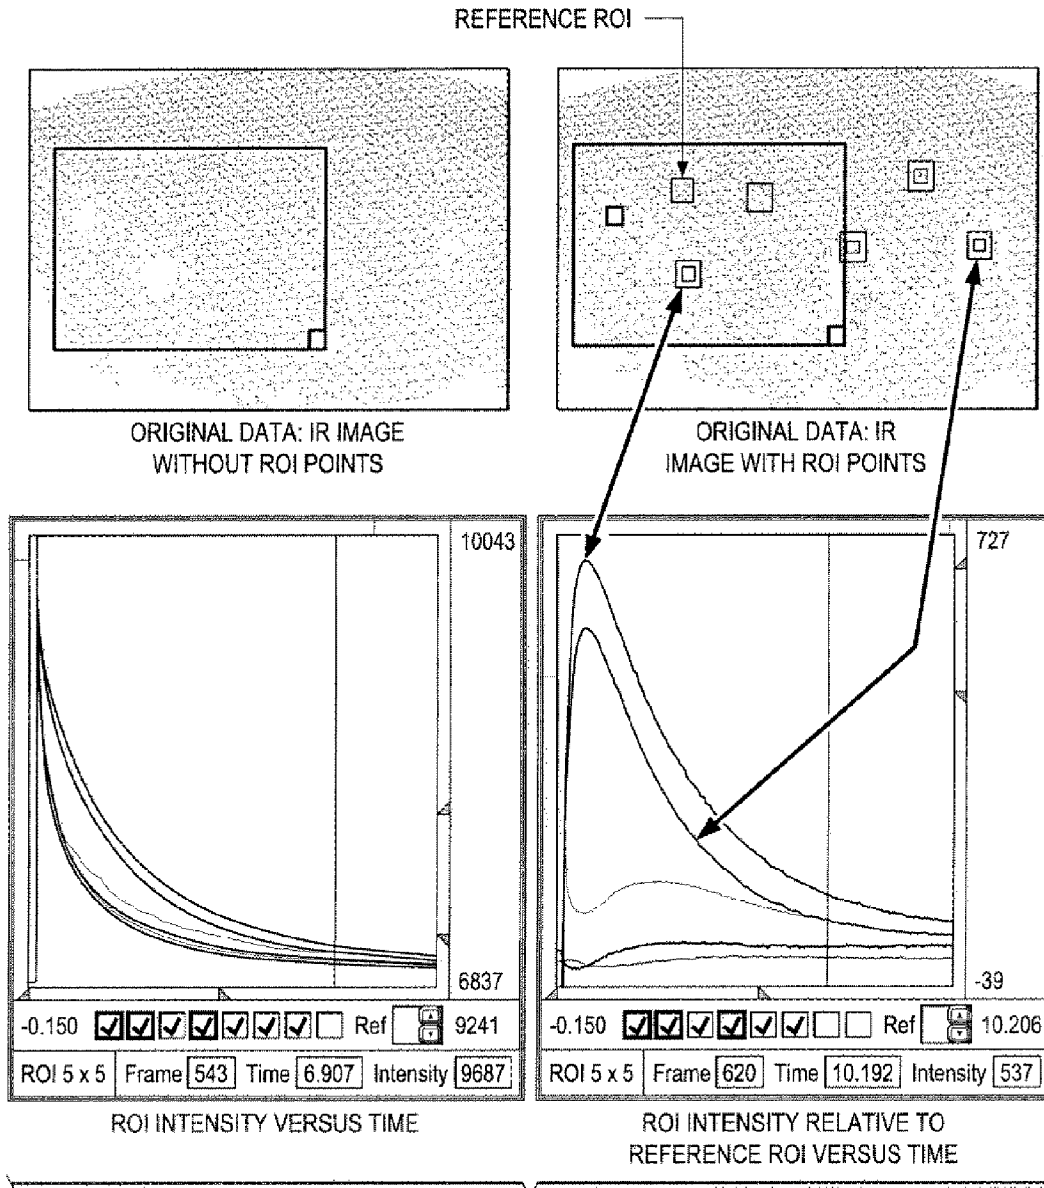 REFERENCE ROI
ORIGINAL DATA: IR IMAGE
WITHOUT ROI POINTS
ORIGINAL DATA: IR
IMAGE WITH ROI POINTS
10043
6837
-0.150 Ref 9241
ROI 5 x 5 Frame 543 Time 6.907 Intensity 9687
ROI INTENSITY VERSUS TIME
727
-39
-0.150 Ref 10.206
ROI 5 x 5 Frame 620 Time 10.192 Intensity 537
ROI INTENSITY RELATIVE TO
REFERENCE ROI VERSUS TIME